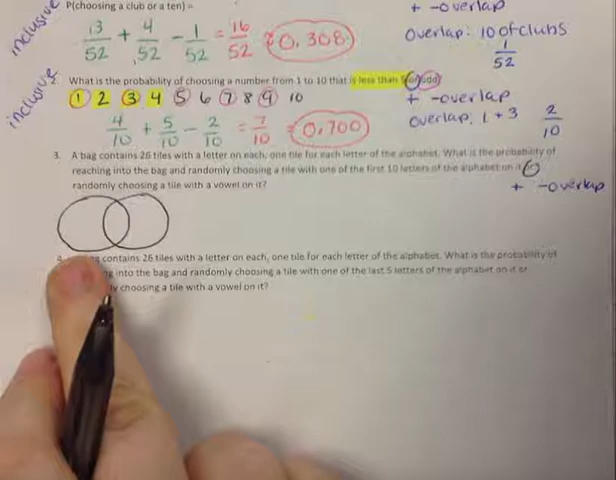 P(choosing a club or a ten) =
+ - overlap
inclusive
13/52 + 4/52 - 1/52 = 16/52 ≈ 0.308
overlap: 10 of clubs
1/52
What is the probability of choosing a number from 1 to 10 that is less than 5 or odd
inclusive
1 2 3 4 5 6 7 8 9 10
+ - overlap
4/10 + 5/10 - 2/10 = 7/10 = 0.700
overlap: 1 + 3
2/10
3. A bag contains 26 tiles with a letter on each, one tile for each letter of the alphabet. What is the probability of
reaching into the bag and randomly choosing a tile with one of the first 10 letters of the alphabet on it or
randomly choosing a tile with a vowel on it?
+ - overlap
4. contains 26 tiles with a letter on each, one tile for each letter of the alphabet. What is the probability of
into the bag and randomly choosing a tile with one of the last 5 letters of the alphabet on it or
choosing a tile with a vowel on it?